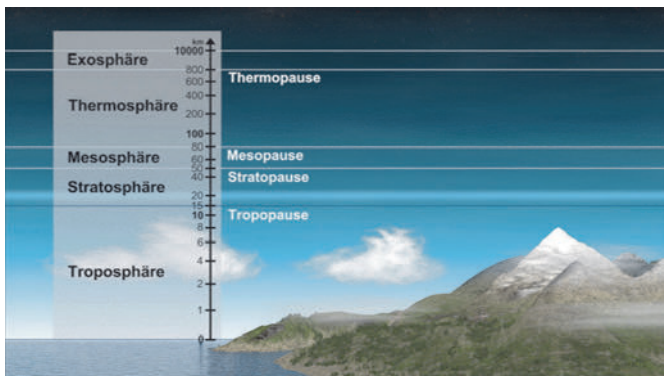 km
10000
Exosphäre
800
Thermopause
600
400
Thermosphäre
200
100
80
Mesosphäre
Mesopause
60
50
40
Stratopause
Stratosphäre
20
15
10
Tropopause
8
6
4
Troposphäre
2
1
0